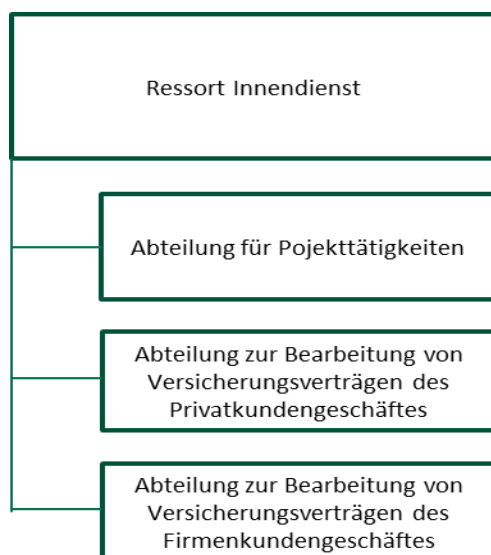 Ressort Innendienst
Abteilung für Pojekttätigkeiten
Abteilung zur Bearbeitung von
Versicherungsverträgen des
Privatkundengeschäftes
Abteilung zur Bearbeitung von
Versicherungsverträgen des
Firmenkundengeschäftes